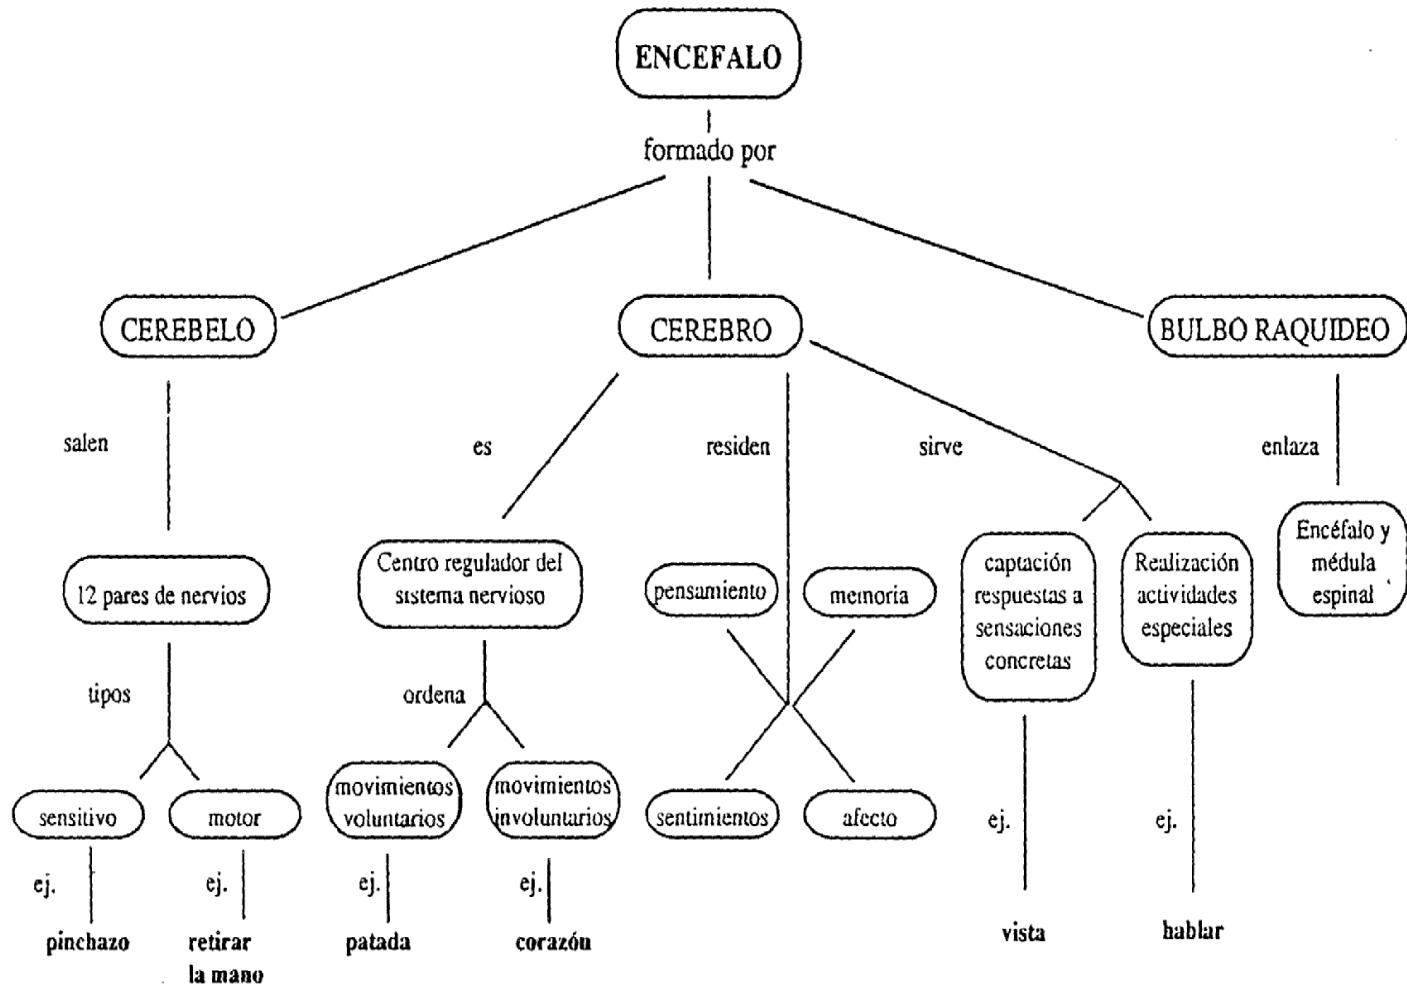 ENCEFALO
formado por
CEREBELO
CEREBRO
BULBO RAQUIDEO
salen
es
residen
sirve
enlaza
12 pares de nervios
Centro regulador del
sistema nervioso
pensamiento
memoria
captación
respuestas a
sensaciones
concretas
Realización
actividades
especiales
Encéfalo y
médula
espinal
tipos
ordena
sensitivo
motor
movimientos
voluntarios
movimientos
involuntarios
sentimientos
afecto
ej.
ej.
ej.
ej.
ej.
ej.
pinchazo
retirar
la mano
patada
corazón
vista
hablar